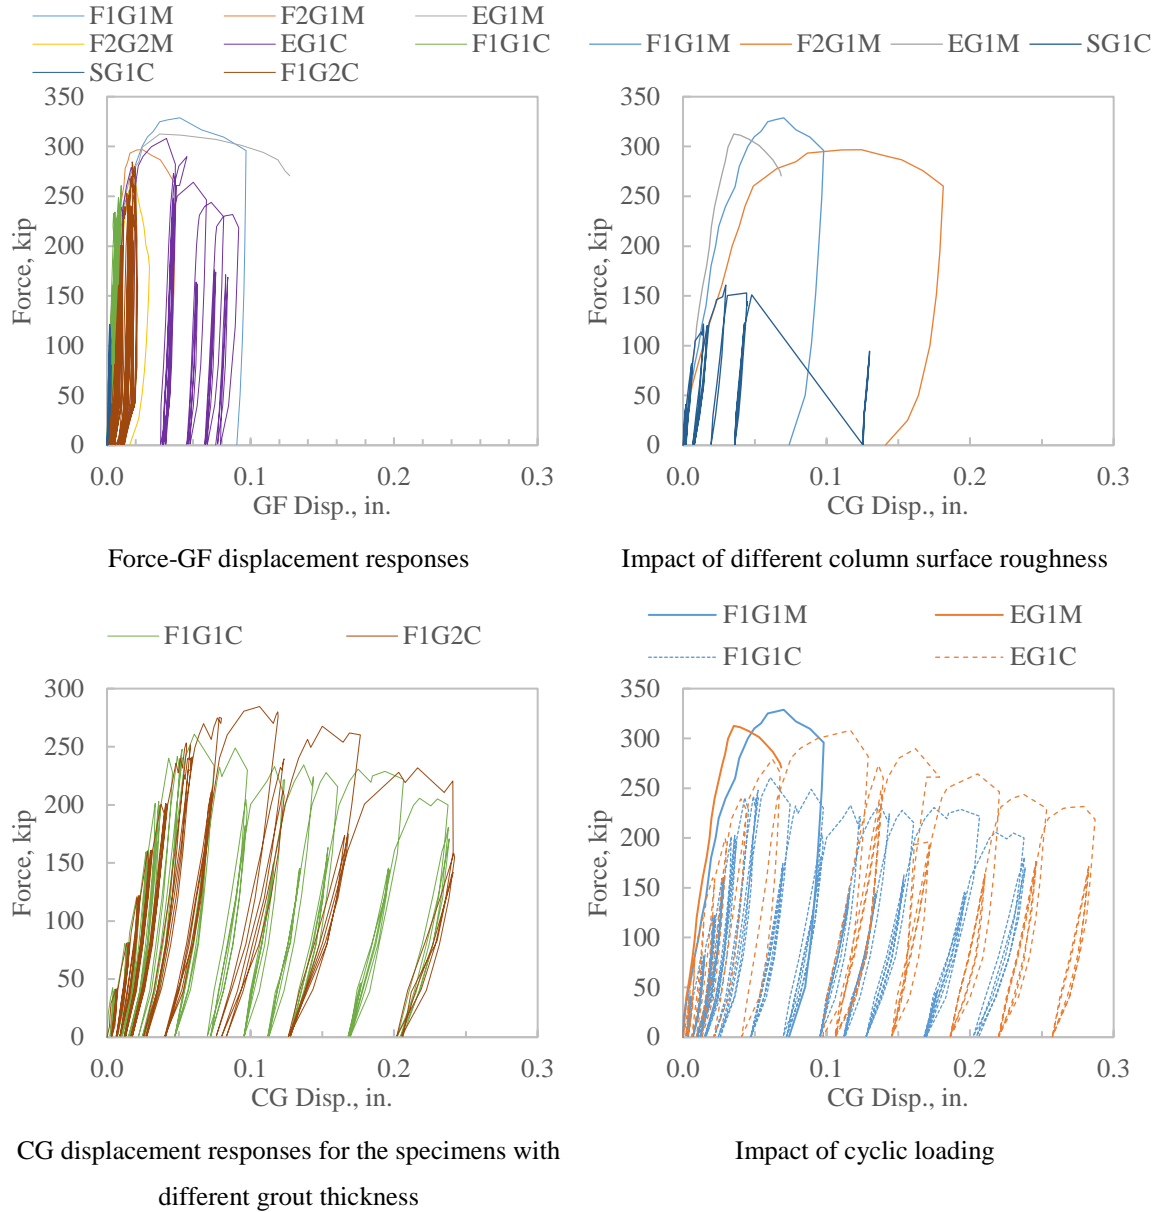 F1G1M F2G1M EG1M
F2G2M EG1C F1G1C
SG1C F1G2C
350
300
250
200
150
100
50
0
Force, kip
0.0 0.1 0.2 0.3
GF Disp., in.
Force-GF displacement responses
F1G1M F2G1M EG1M SG1C
350
300
250
200
150
100
50
0
Force, kip
0.0 0.1 0.2 0.3
CG Disp., in.
Impact of different column surface roughness
F1G1C F1G2C
300
250
200
150
100
50
0
Force, kip
0.0 0.1 0.2 0.3
CG Disp., in.
CG displacement responses for the specimens with
different grout thickness
F1G1M EG1M
F1G1C EG1C
350
300
250
200
150
100
50
0
Force, kip
0.0 0.1 0.2 0.3
CG Disp., in.
Impact of cyclic loading